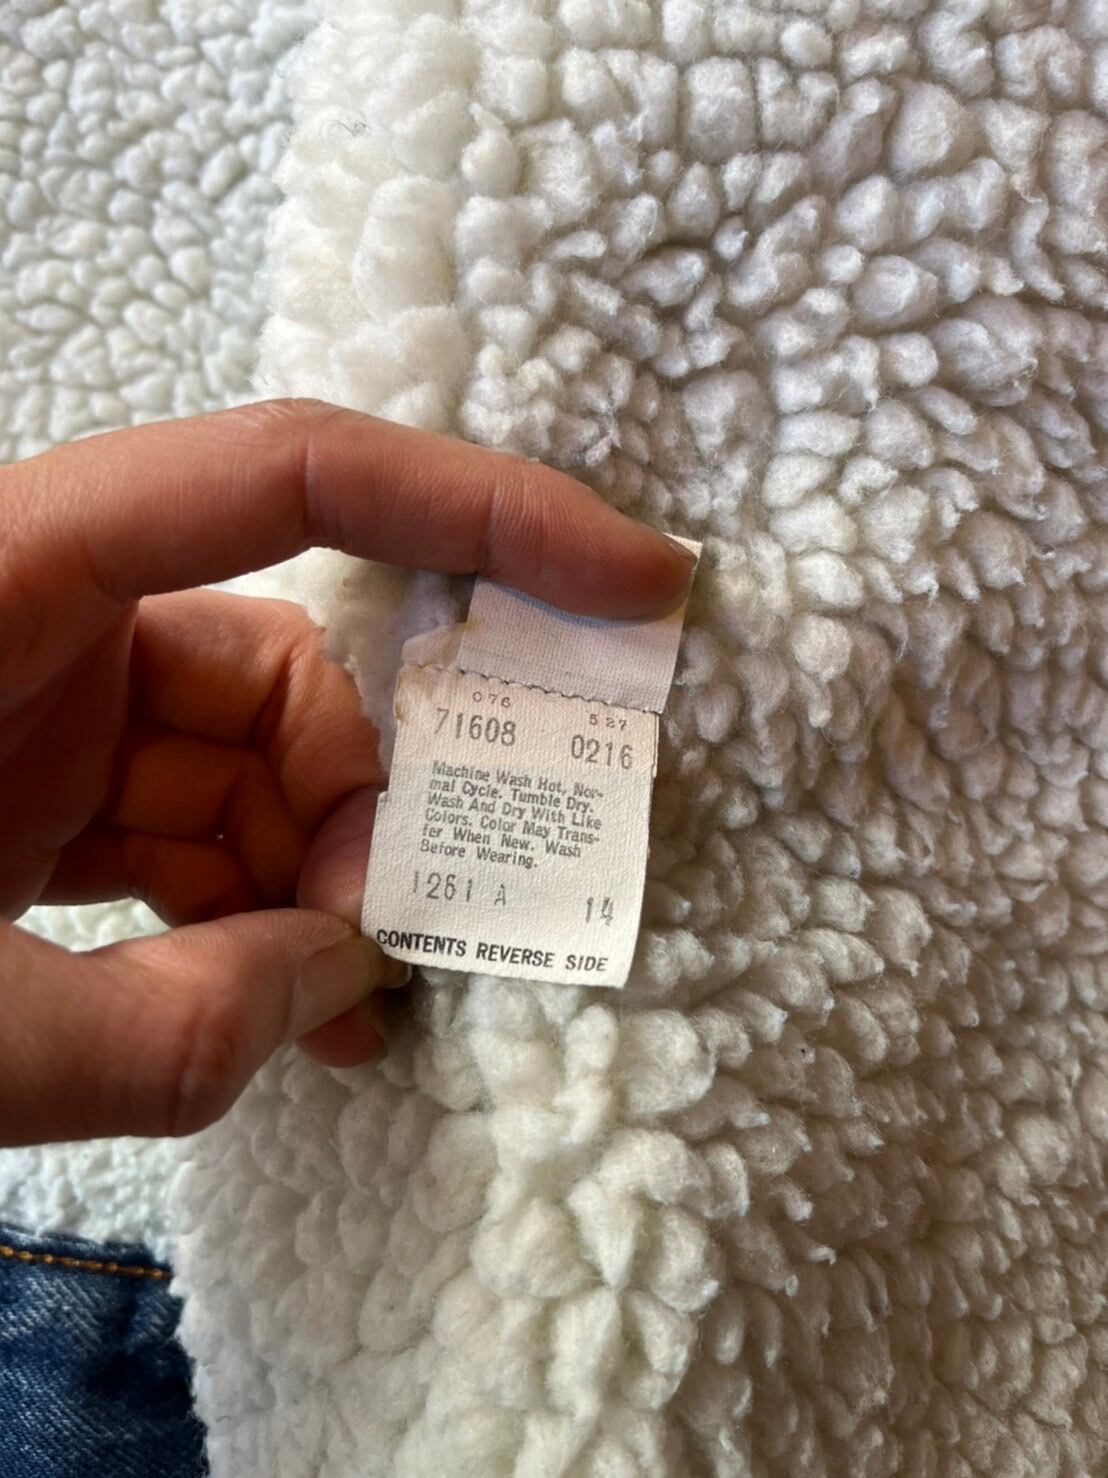 076 527
71608 0216
Machine Wash Hot, Nor-
mal Cycle. Tumble Dry.
Wash And Dry With Like
Colors. Color May Trans-
fer When New. Wash
Before Wearing.
1261 A 14
CONTENTS REVERSE SIDE